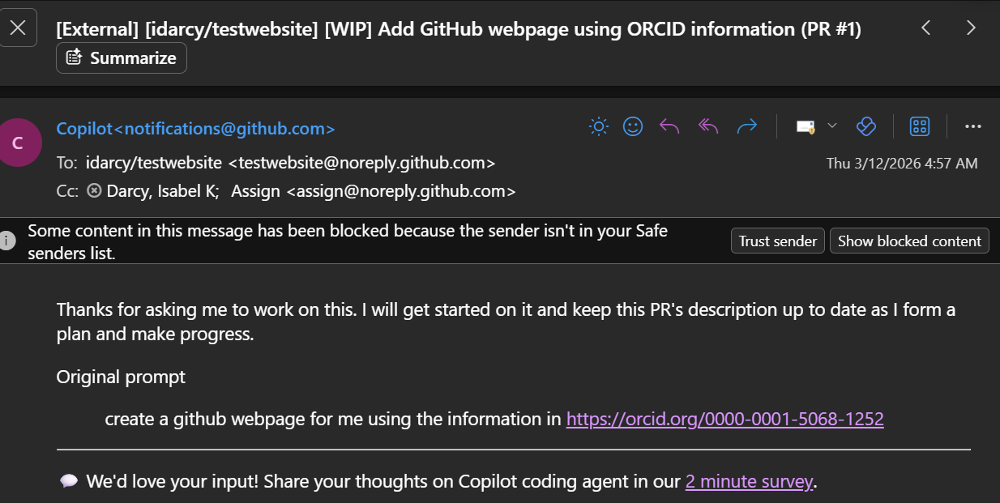 [External] [idarcy/testwebsite] [WIP] Add GitHub webpage using ORCID information (PR #1)
Summarize
C
Copilot<notifications@github.com>
To: idarcy/testwebsite <testwebsite@noreply.github.com>
Thu 3/12/2026 4:57 AM
Cc: Darcy, Isabel K; Assign <assign@noreply.github.com>
Some content in this message has been blocked because the sender isn't in your Safe
senders list.
Trust sender
Show blocked content
Thanks for asking me to work on this. I will get started on it and keep this PR's description up to date as I form a
plan and make progress.
Original prompt
create a github webpage for me using the information in https://orcid.org/0000-0001-5068-1252
We'd love your input! Share your thoughts on Copilot coding agent in our 2 minute survey.